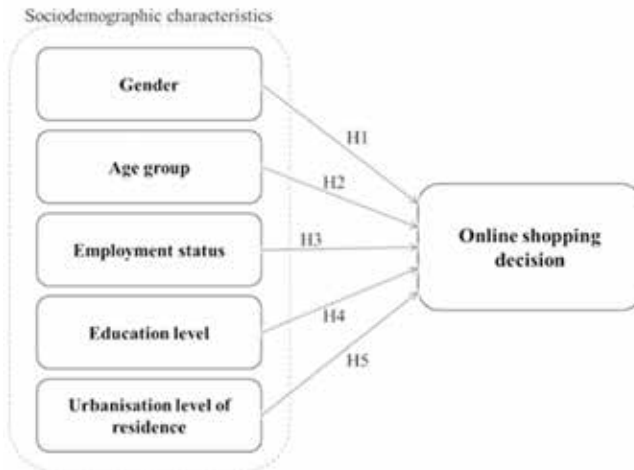 Sociodemographic characteristics
Gender
H1
Age group
H2
Employment status
H3
Online shopping
decision
Education level
H4
H5
Urbanisation level of
residence